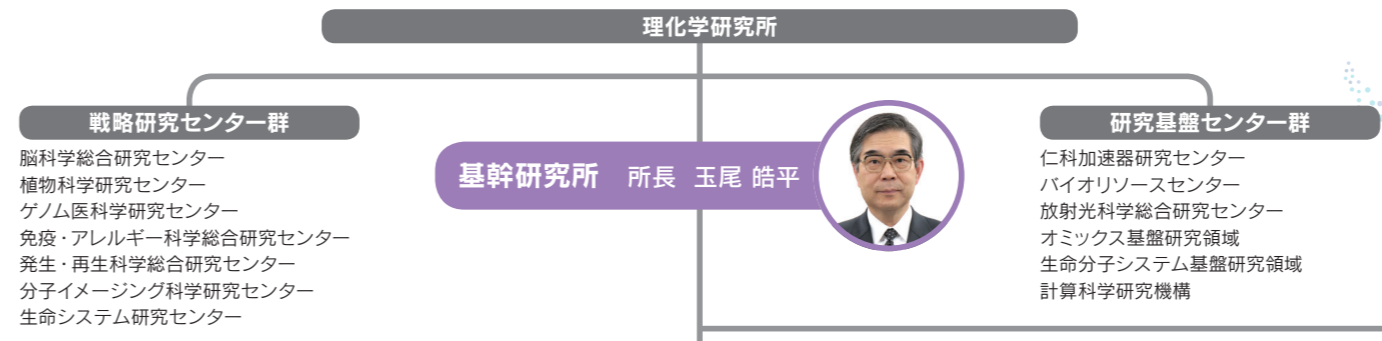 理化学研究所
戦略研究センター群
脳科学総合研究センター
植物科学研究センター
ゲノム医科学研究センター
免疫・アレルギー科学総合研究センター
発生・再生科学総合研究センター
分子イメージング科学研究センター
生命システム研究センター
基幹研究所 所長 玉尾 皓平
研究基盤センター群
仁科加速器研究センター
バイオリソースセンター
放射光科学総合研究センター
オミックス基盤研究領域
生命分子システム基盤研究領域
計算科学研究機構